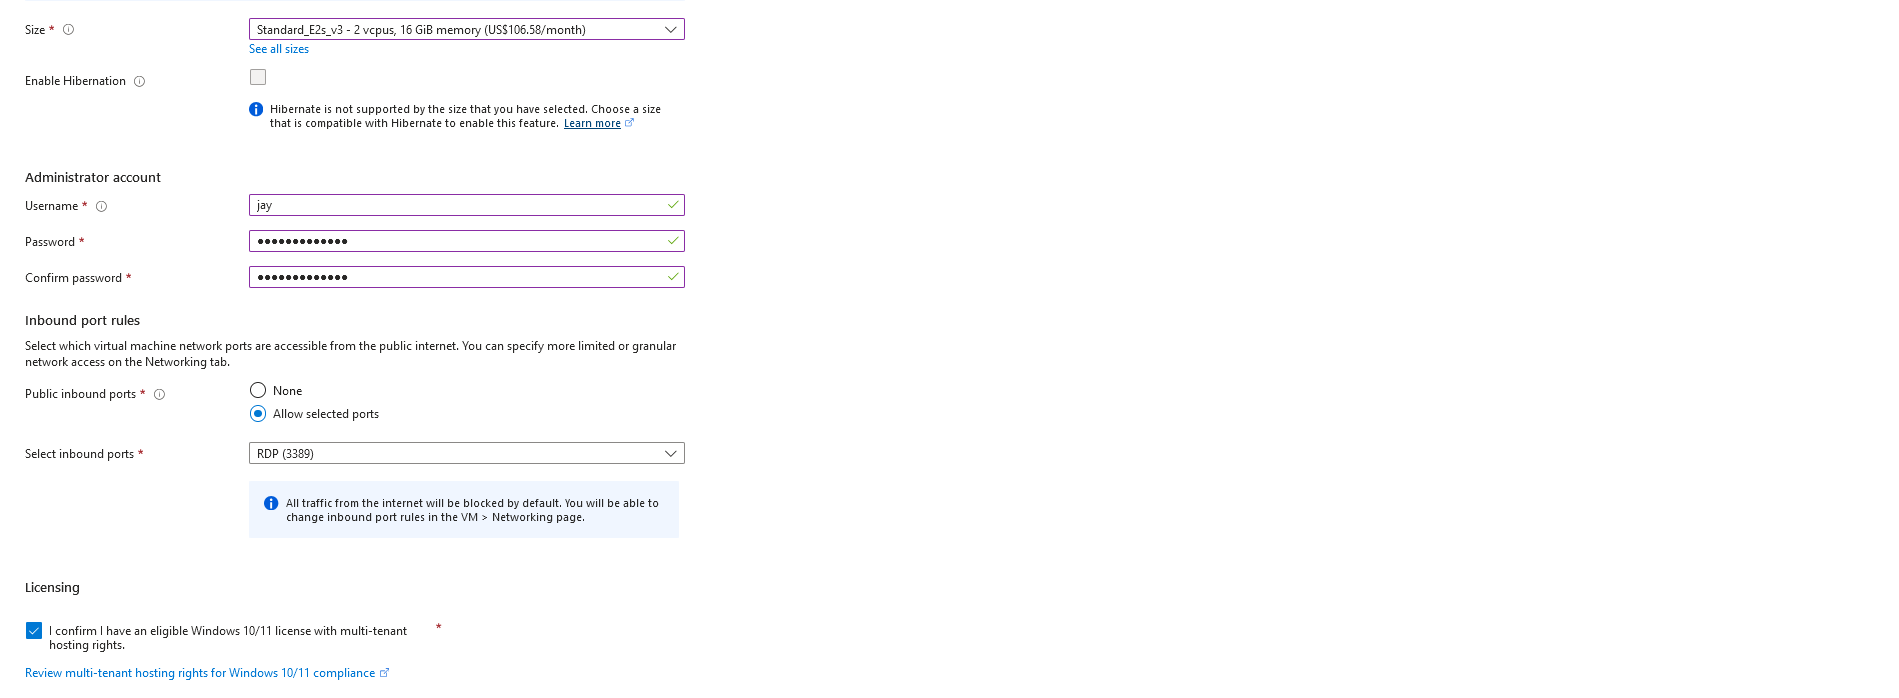 Size *
Standard_E2s_v3 - 2 vcpus, 16 GiB memory (US$106.58/month)
See all sizes
Enable Hibernation
Hibernate is not supported by the size that you have selected. Choose a size
that is compatible with Hibernate to enable this feature. Learn more
Administrator account
Username *
jay
Password *
●●●●●●●●●●●●●
Confirm password *
●●●●●●●●●●●●●
Inbound port rules
Select which virtual machine network ports are accessible from the public internet. You can specify more limited or granular
network access on the Networking tab.
Public inbound ports *
None
Allow selected ports
Select inbound ports *
RDP (3389)
All traffic from the internet will be blocked by default. You will be able to
change inbound port rules in the VM > Networking page.
Licensing
I confirm I have an eligible Windows 10/11 license with multi-tenant *
hosting rights.
Review multi-tenant hosting rights for Windows 10/11 compliance